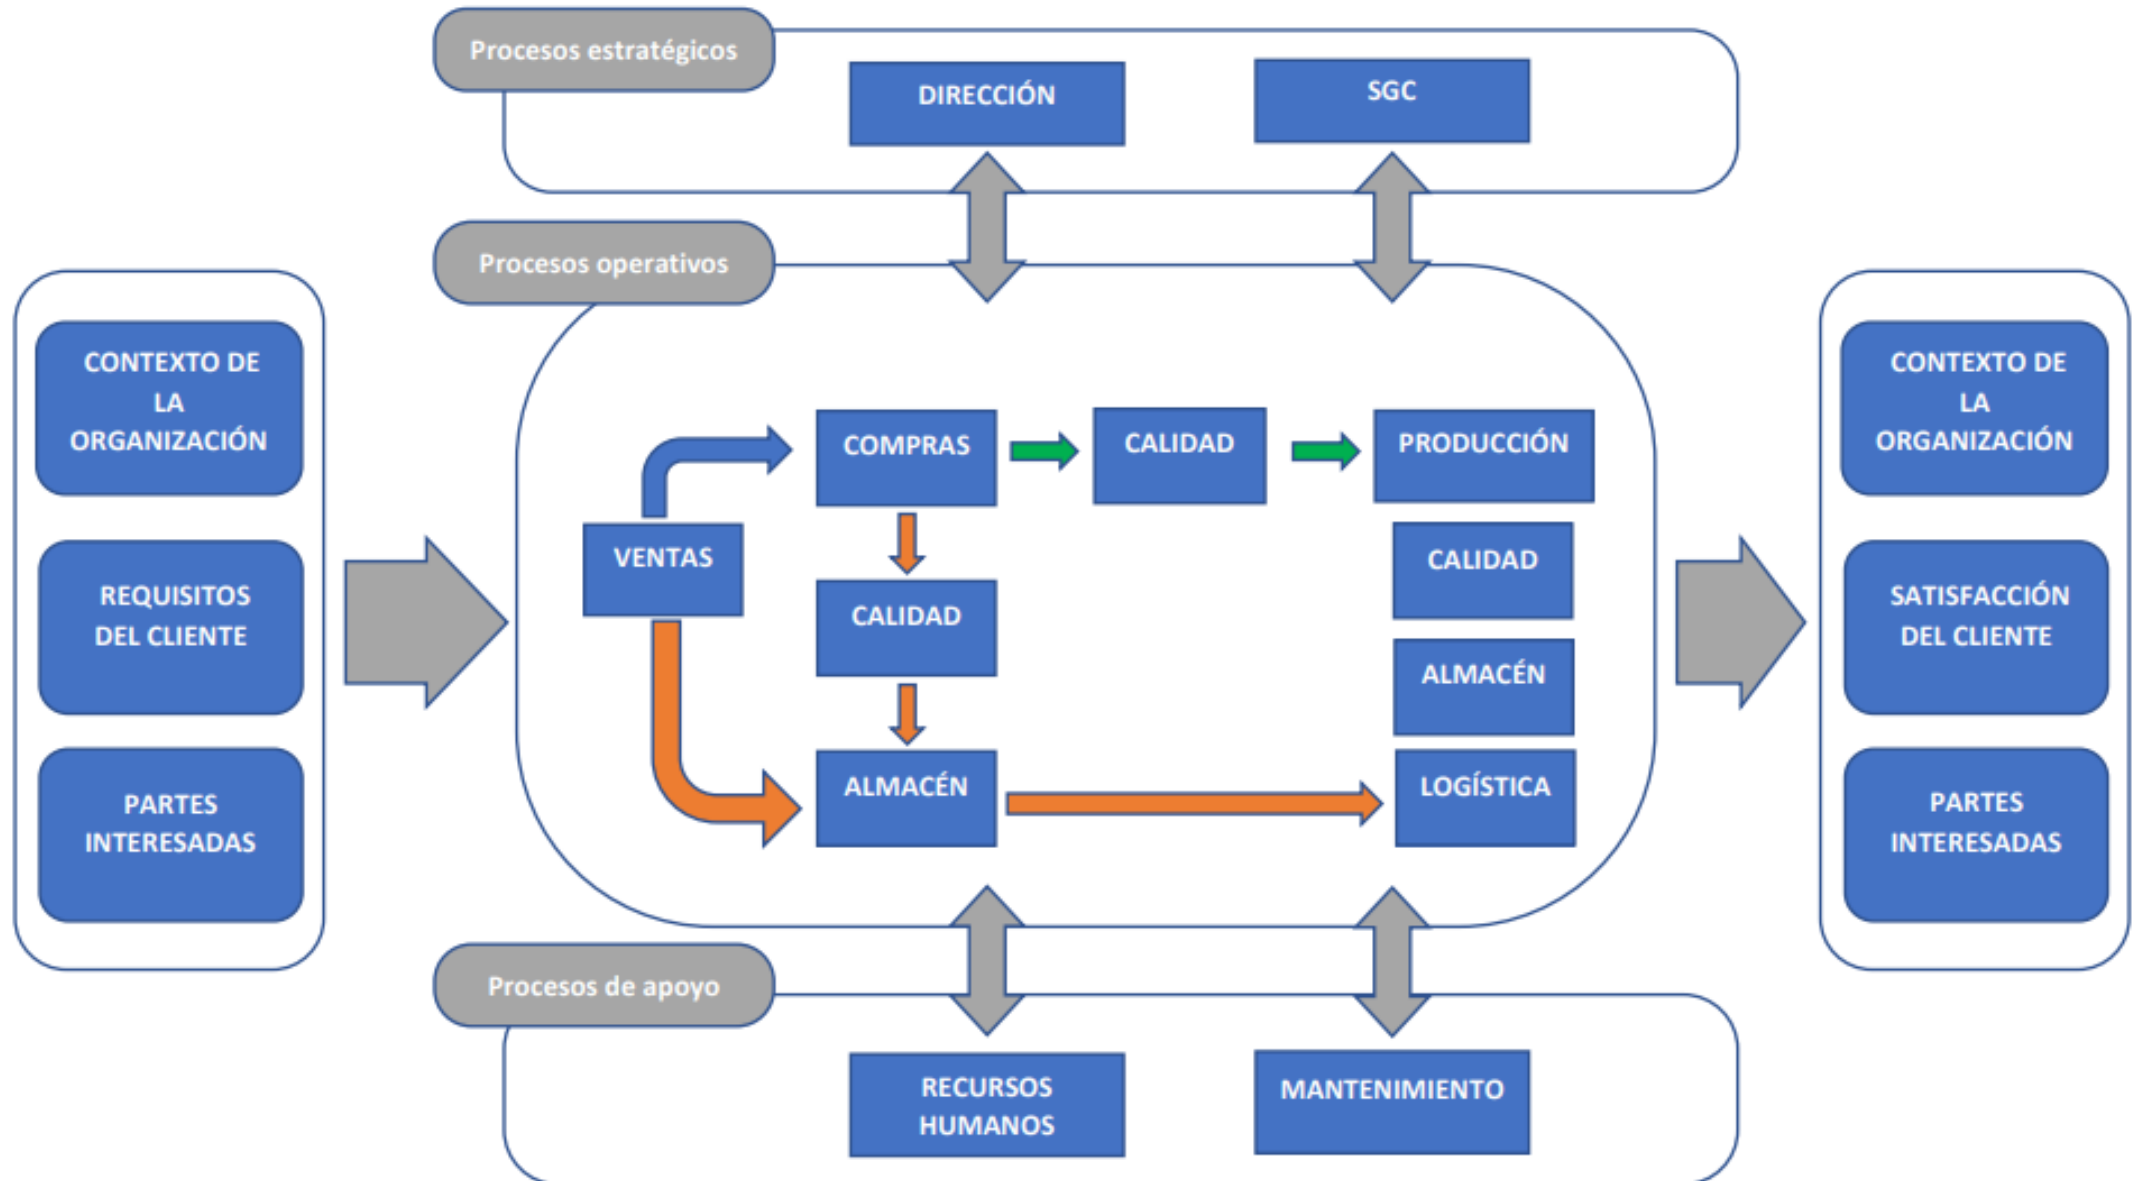 Procesos estratégicos
DIRECCIÓN
SGC
Procesos operativos
CONTEXTO DE
LA
ORGANIZACIÓN
REQUISITOS
DEL CLIENTE
PARTES
INTERESADAS
VENTAS
COMPRAS
CALIDAD
PRODUCCIÓN
CALIDAD
CALIDAD
ALMACÉN
ALMACÉN
LOGÍSTICA
CONTEXTO DE
LA
ORGANIZACIÓN
SATISFACCIÓN
DEL CLIENTE
PARTES
INTERESADAS
Procesos de apoyo
RECURSOS
HUMANOS
MANTENIMIENTO